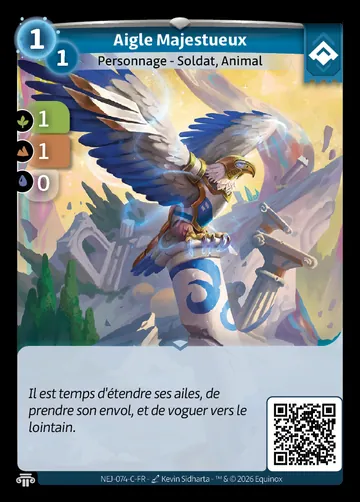 1
1
Aigle Majestueux
Personnage - Soldat, Animal
1
1
0
Il est temps d'étendre ses ailes, de
prendre son envol, et de voguer vers le
lointain.
NEJ-074-C-FR - Kevin Sidharta - ™ & © 2026 Equinox